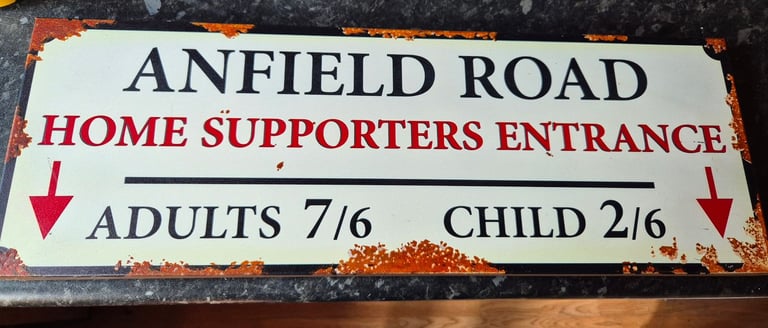 ANFIELD ROAD
HOME SUPPORTERS ENTRANCE
ADULTS 7/6 CHILD 2/6